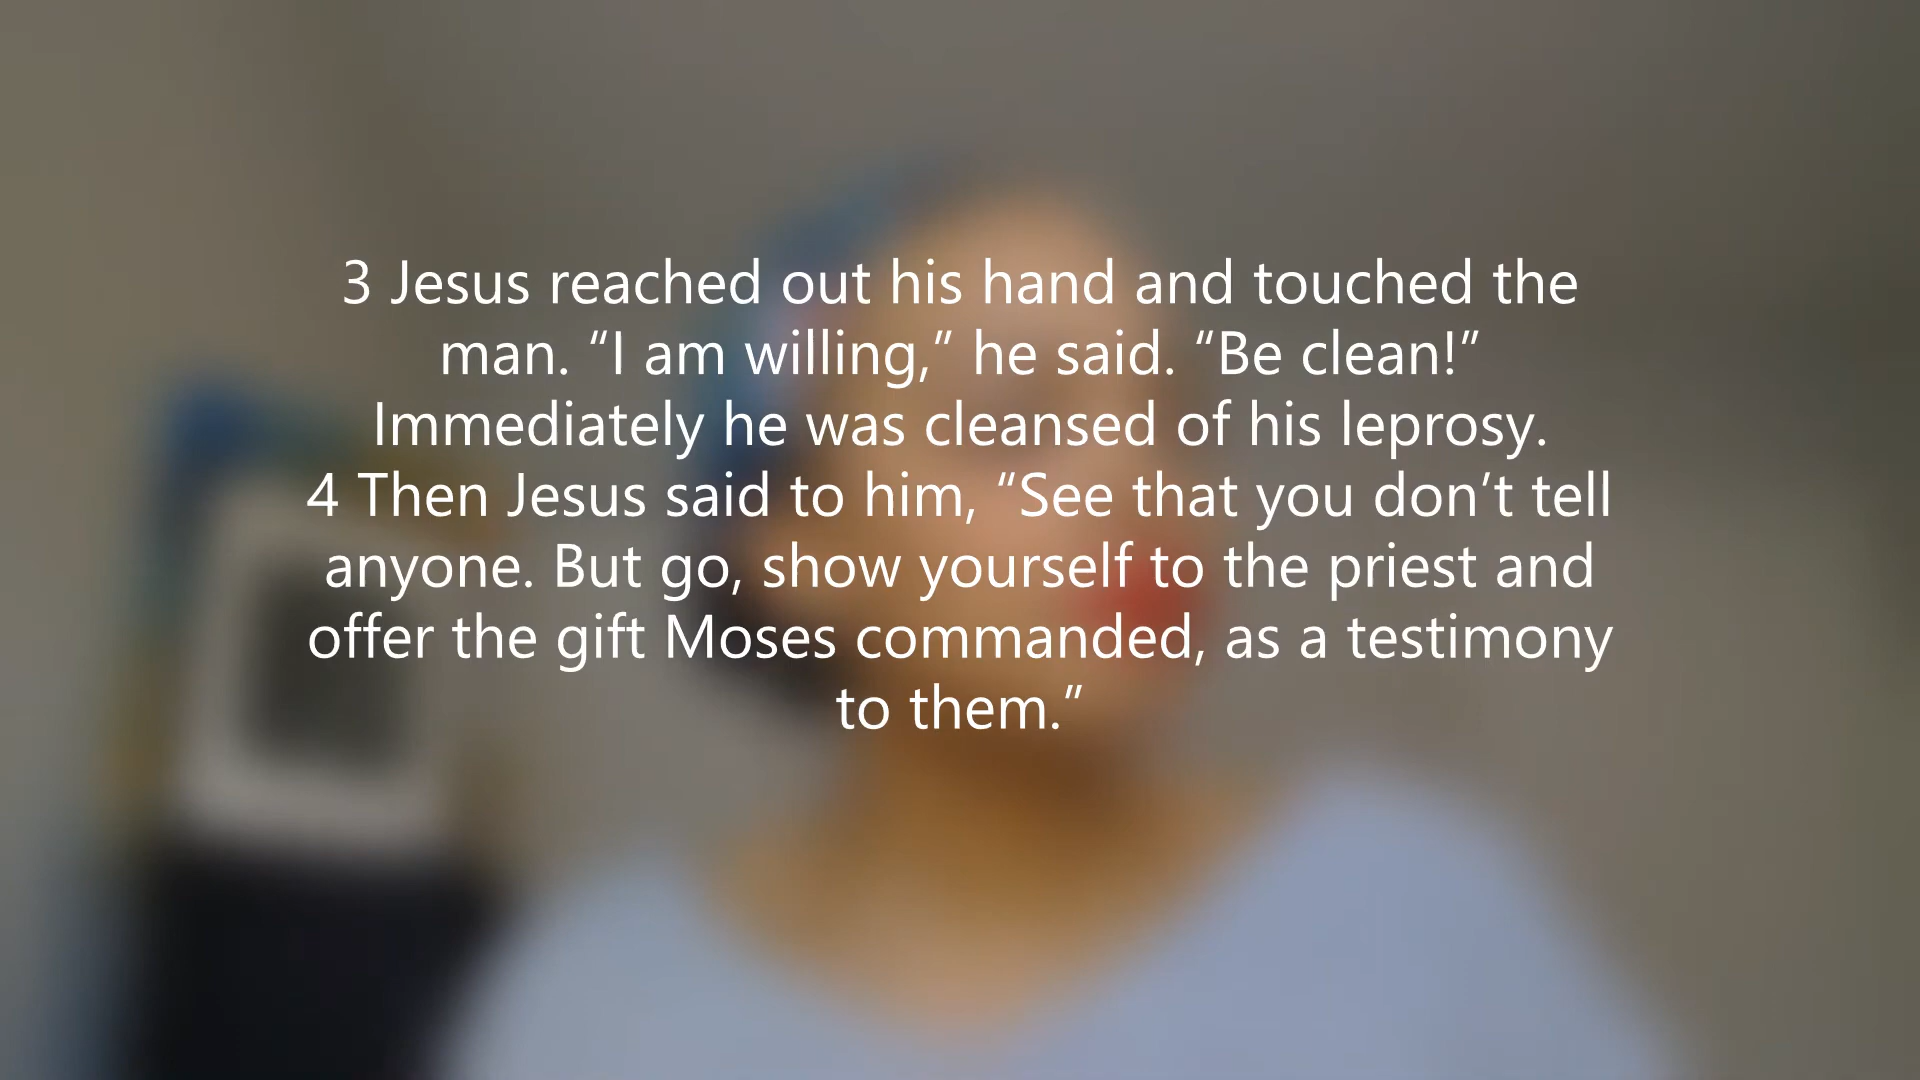 3 Jesus reached out his hand and touched the
man. “I am willing,” he said. “Be clean!”
Immediately he was cleansed of his leprosy.
4 Then Jesus said to him, “See that you don’t tell
anyone. But go, show yourself to the priest and
offer the gift Moses commanded, as a testimony
to them.”